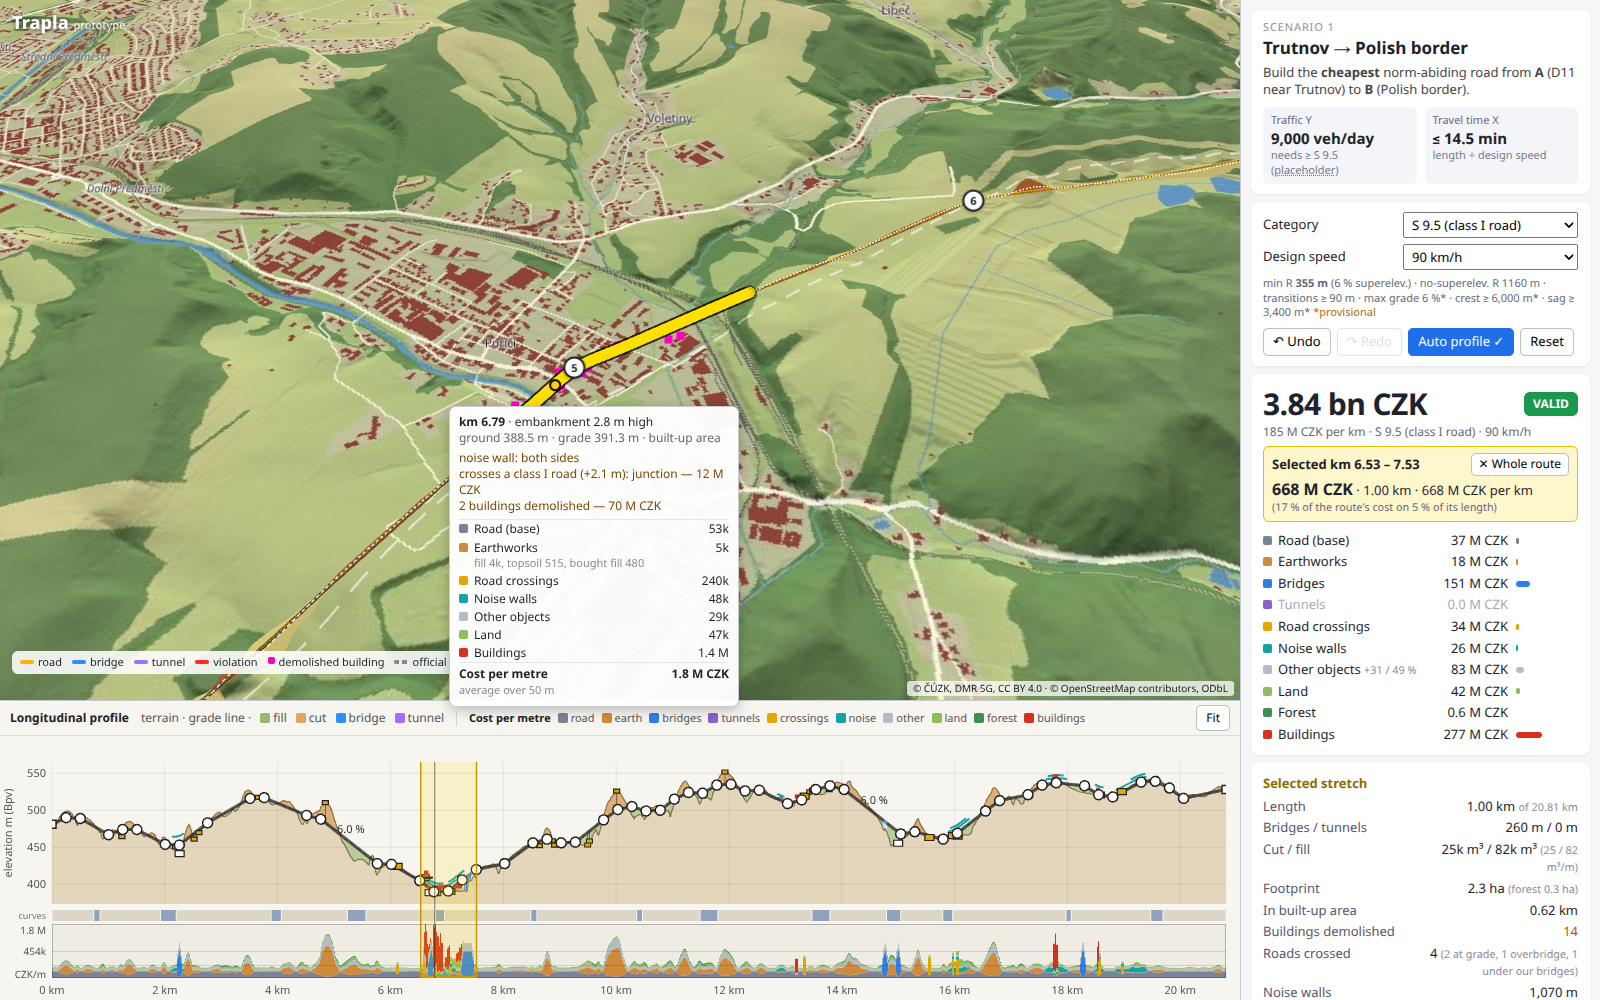 Trapla prototype
Střední Předměstí
Libeč
Voletiny
Dolní Předměstí
6
5
Poříčí
km 6.79 · embankment 2.8 m high
ground 388.5 m · grade 391.3 m · built-up area
noise wall: both sides
crosses a class I road (+2.1 m): junction — 12 M
CZK
2 buildings demolished — 70 M CZK
Road (base) 53k
Earthworks 5k
fill 4k, topsoil 515, bought fill 480
Road crossings 240k
Noise walls 48k
Other objects 29k
Land 47k
Buildings 1.4 M
Cost per metre 1.8 M CZK
average over 50 m
road bridge tunnel violation demolished building official
© ČÚZK, DMR 5G, CC BY 4.0 · © OpenStreetMap contributors, ODbL
Longitudinal profile terrain · grade line · fill cut bridge tunnel Cost per metre road earth bridges tunnels crossings noise other land forest buildings Fit
elevation m (Bpv)
550
500
450
400
6.0 %
6.0 %
curves
1.8 M
454k
CZK/m
0 km 2 km 4 km 6 km 8 km 10 km 12 km 14 km 16 km 18 km 20 km
SCENARIO 1
Trutnov → Polish border
Build the cheapest norm-abiding road from A (D11
near Trutnov) to B (Polish border).
Traffic Y
9,000 veh/day
needs ≥ S 9.5
(placeholder)
Travel time X
≤ 14.5 min
length ÷ design speed
Category S 9.5 (class I road)
Design speed 90 km/h
min R 355 m (6 % superelev.) · no-superelev. R 1160 m ·
transitions ≥ 90 m · max grade 6 %* · crest ≥ 6,000 m* · sag ≥
3,400 m* *provisional
↶ Undo ↷ Redo Auto profile ✓ Reset
3.84 bn CZK VALID
185 M CZK per km · S 9.5 (class I road) · 90 km/h
Selected km 6.53 – 7.53 ✕ Whole route
668 M CZK · 1.00 km · 668 M CZK per km
(17 % of the route's cost on 5 % of its length)
Road (base) 37 M CZK
Earthworks 18 M CZK
Bridges 151 M CZK
Tunnels 0.0 M CZK
Road crossings 34 M CZK
Noise walls 26 M CZK
Other objects +31 / 49 % 83 M CZK
Land 42 M CZK
Forest 0.6 M CZK
Buildings 277 M CZK
Selected stretch
Length 1.00 km of 20.81 km
Bridges / tunnels 260 m / 0 m
Cut / fill 25k m³ / 82k m³ (25 / 82
m³/m)
Footprint 2.3 ha (forest 0.3 ha)
In built-up area 0.62 km
Buildings demolished 14
Roads crossed 4 (2 at grade, 1 overbridge, 1
under our bridges)
Noise walls 1,070 m